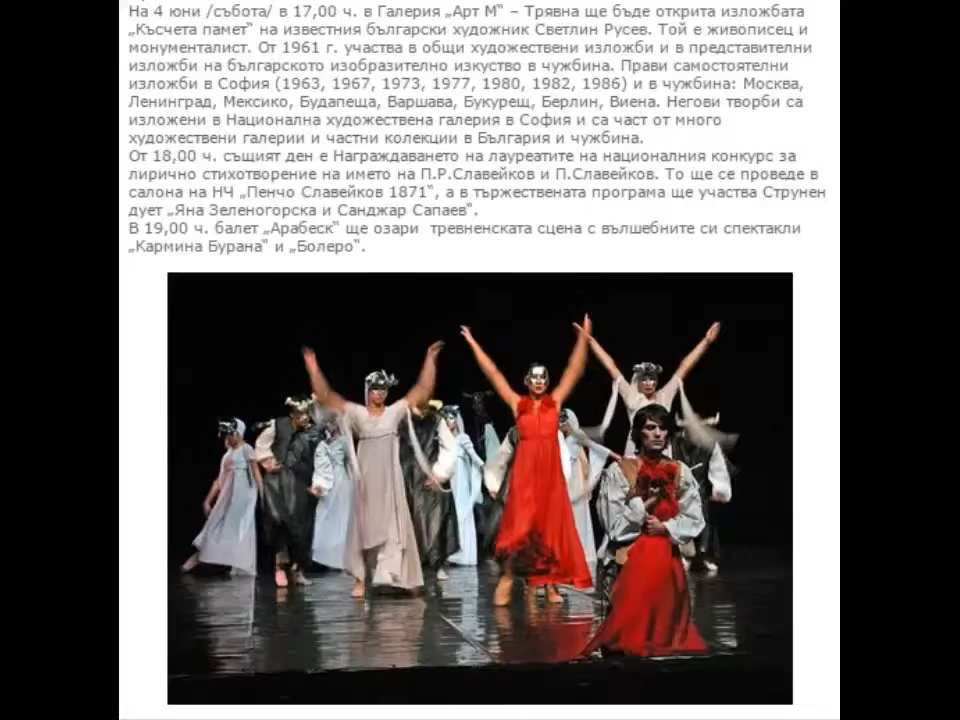 На 4 юни /събота/ в 17,00 ч. в Галерия „Арт М“ – Трявна ще бъде открита изложбата
„Късчета памет“ на известния български художник Светлин Русев. Той е живописец и
монументалист. От 1961 г. участва в общи художествени изложби и в представителни
изложби на българското изобразително изкуство в чужбина. Прави самостоятелни
изложби в София (1963, 1967, 1973, 1977, 1980, 1982, 1986) и в чужбина: Москва,
Ленинград, Мексико, Будапеща, Варшава, Букурещ, Берлин, Виена. Негови творби са
изложени в Национална художествена галерия в София и са част от много
художествени галерии и частни колекции в България и чужбина.
От 18,00 ч. същият ден е Награждаването на лауреатите на националния конкурс за
лирично стихотворение на името на П.Р.Славейков и П.Славейков. То ще се проведе в
салона на НЧ „Пенчо Славейков 1871“, а в тържествената програма ще участва Струнен
дует „Яна Зеленогорска и Санджар Сапаев“.
В 19,00 ч. балет „Арабеск“ ще озари  тревненската сцена с вълшебните си спектакли
„Кармина Бурана“ и „Болеро“.